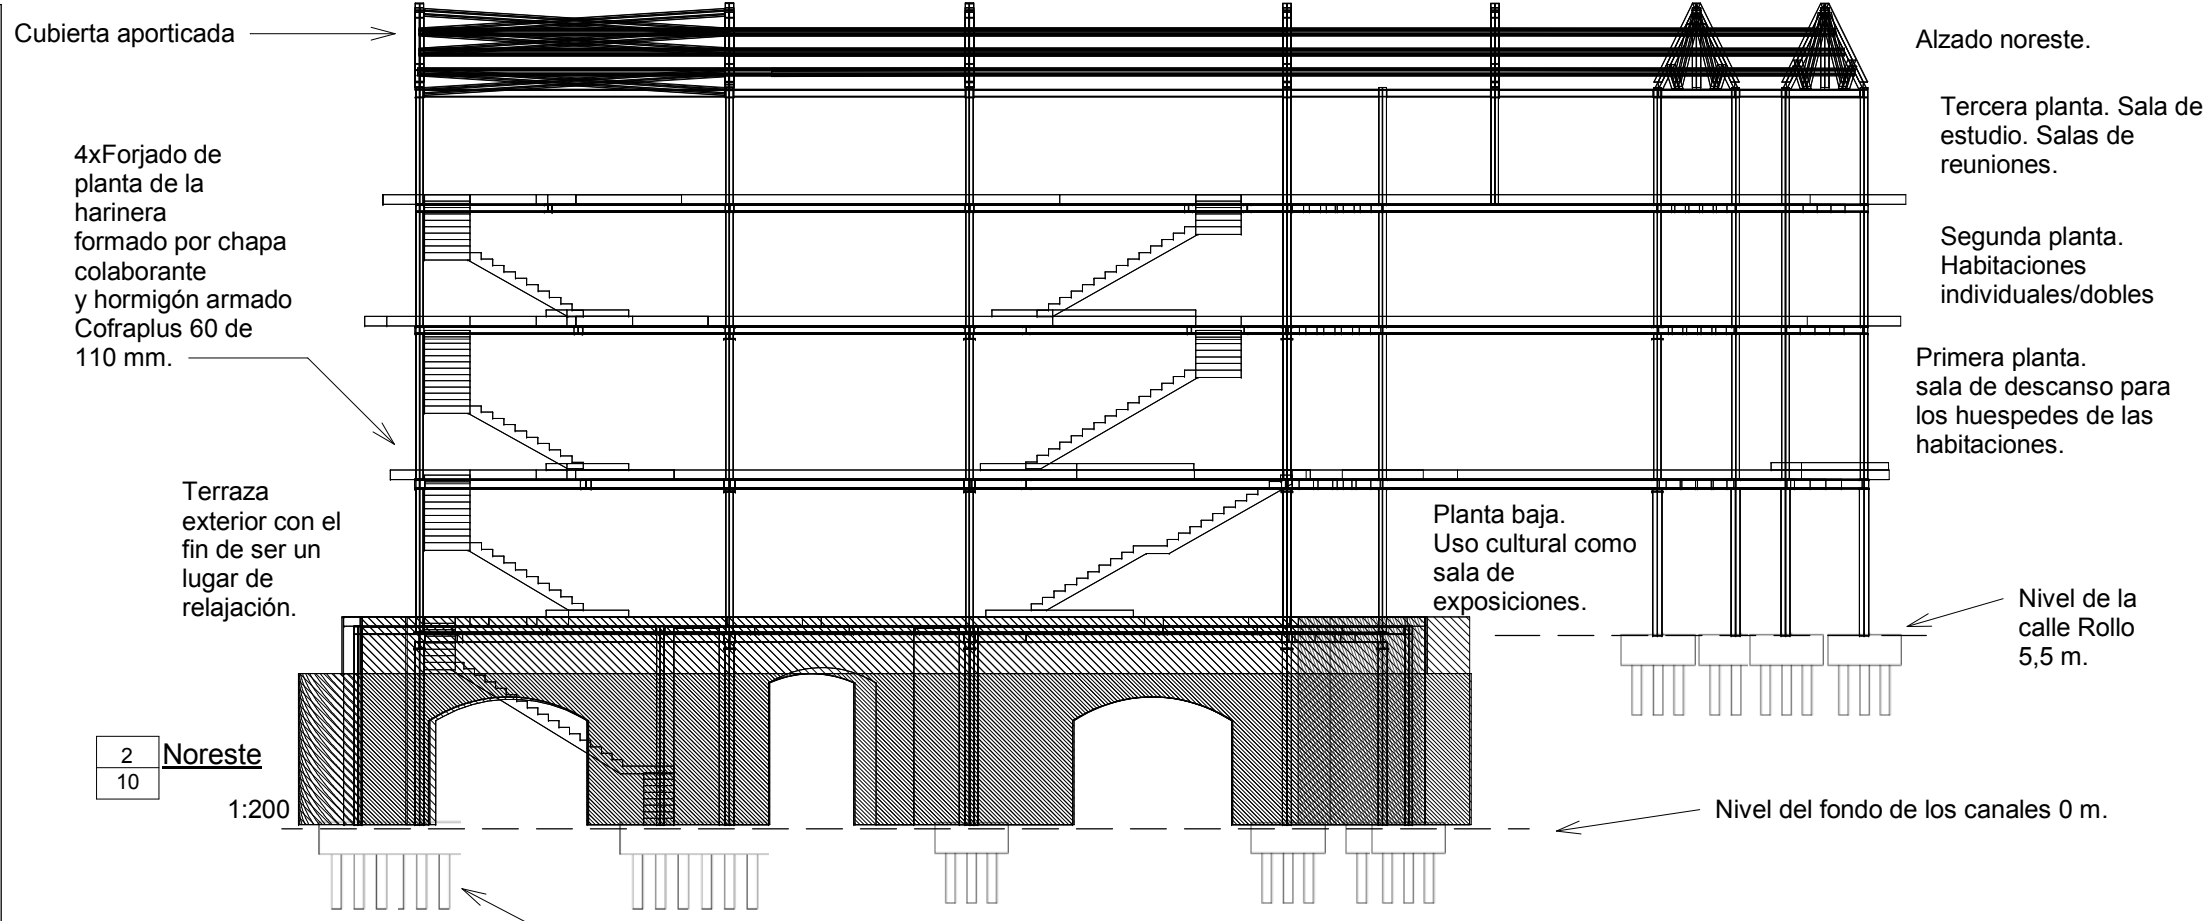 Cubierta aporticada
4xForjado de
planta de la
harinera
formado por chapa
colaborante
y hormigón armado
Cofraplus 60 de
110 mm.
Terraza
exterior con el
fin de ser un
lugar de
relajación.
2
10
Noreste
1:200
Alzado noreste.
Tercera planta. Sala de
estudio. Salas de
reuniones.
Segunda planta.
Habitaciones
individuales/dobles
Primera planta.
sala de descanso para
los huespedes de las
habitaciones.
Planta baja.
Uso cultural como
sala de
exposiciones.
Nivel de la
calle Rollo
5,5 m.
Nivel del fondo de los canales 0 m.